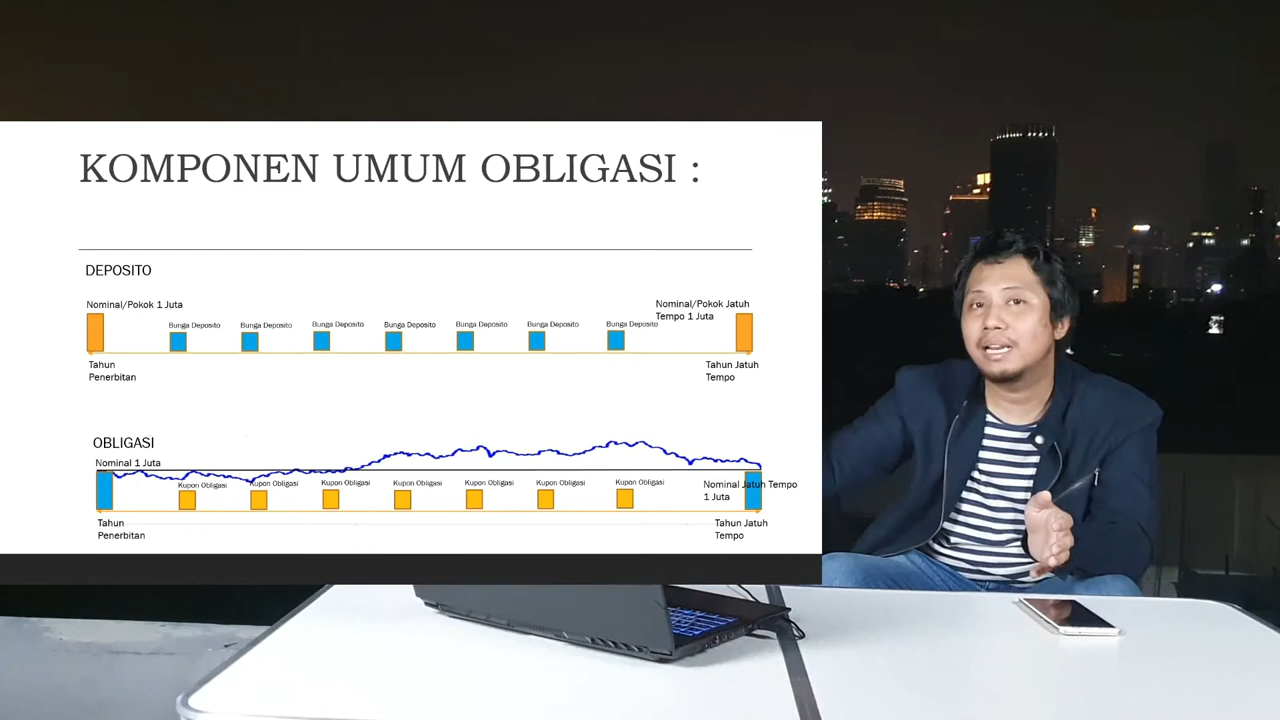 KOMPONEN UMUM OBLIGASI :
DEPOSITO
Nominal/Pokok 1 Juta
Nominal/Pokok Jatuh
Tempo 1 Juta
Bunga Deposito
Bunga Deposito
Bunga Deposito
Bunga Deposito
Bunga Deposito
Bunga Deposito
Bunga Deposito
Tahun
Penerbitan
Tahun Jatuh
Tempo
OBLIGASI
Nominal 1 Juta
Kupon Obligasi
Kupon Obligasi
Kupon Obligasi
Kupon Obligasi
Kupon Obligasi
Kupon Obligasi
Kupon Obligasi
Nominal Jatuh Tempo
1 Juta
Tahun
Penerbitan
Tahun Jatuh
Tempo